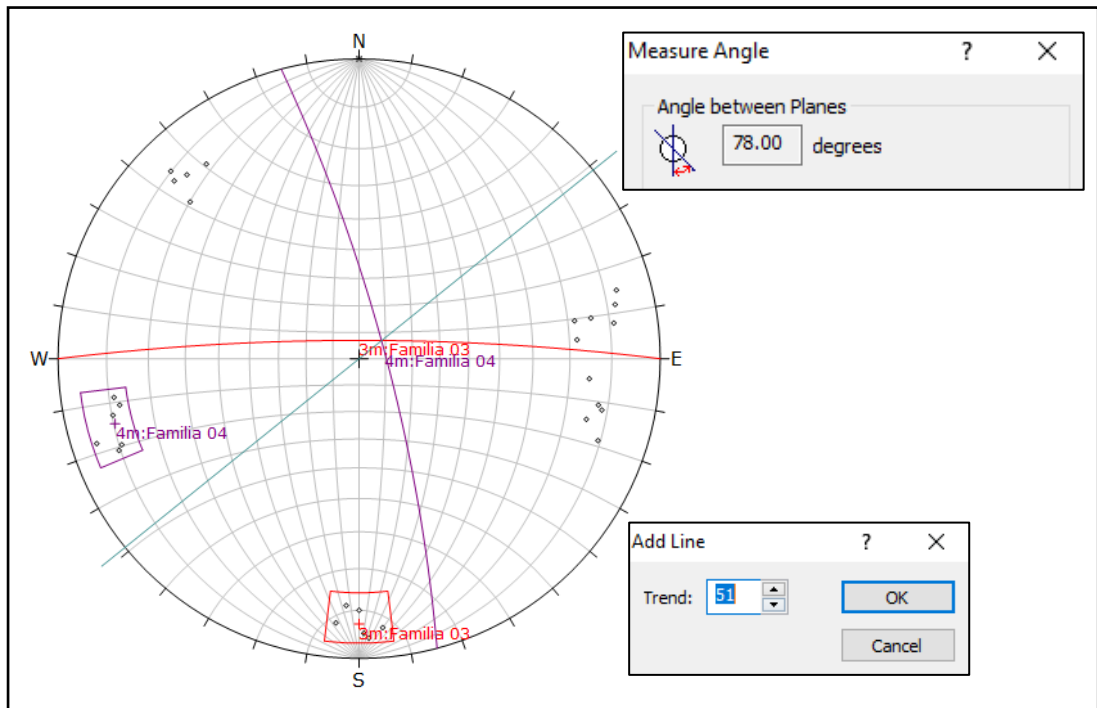 N
Measure Angle ? ×
Angle between Planes
78.00 degrees
W
3m:Familia 03
4m:Familia 04
E
4m:Familia 04
Add Line ? ×
Trend: 51 OK
Cancel
3m:Familia 03
S